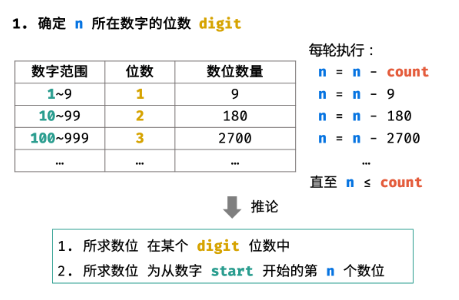 1. 确定 n 所在数字的位数 digit
数字范围 位数 数位数量
1~9 1 9
10~99 2 180
100~999 3 2700
… … …
每轮执行：
n = n - count
n = n - 9
n = n - 180
n = n - 2700
…
直至 n ≤ count
推论
1. 所求数位 在某个 digit 位数中
2. 所求数位 为从数字 start 开始的第 n 个数位